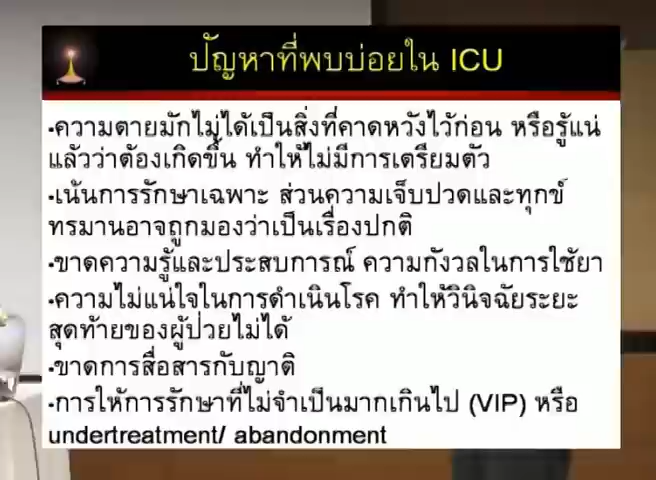 ปัญหาที่พบบ่อยใน ICU
•ความตายมักไม่ได้เป็นสิ่งที่คาดหวังไว้ก่อน หรือรู้แน่
แล้วว่าต้องเกิดขึ้น ทำให้ไม่มีการเตรียมตัว
•เน้นการรักษาเฉพาะ ส่วนความเจ็บปวดและทุกข์
ทรมานอาจถูกมองว่าเป็นเรื่องปกติ
•ขาดความรู้และประสบการณ์ ความกังวลในการใช้ยา
•ความไม่แน่ใจในการดำเนินโรค ทำให้วินิจฉัยระยะ
สุดท้ายของผู้ป่วยไม่ได้
•ขาดการสื่อสารกับญาติ
•การให้การรักษาที่ไม่จำเป็นมากเกินไป (VIP) หรือ
undertreatment/ abandonment